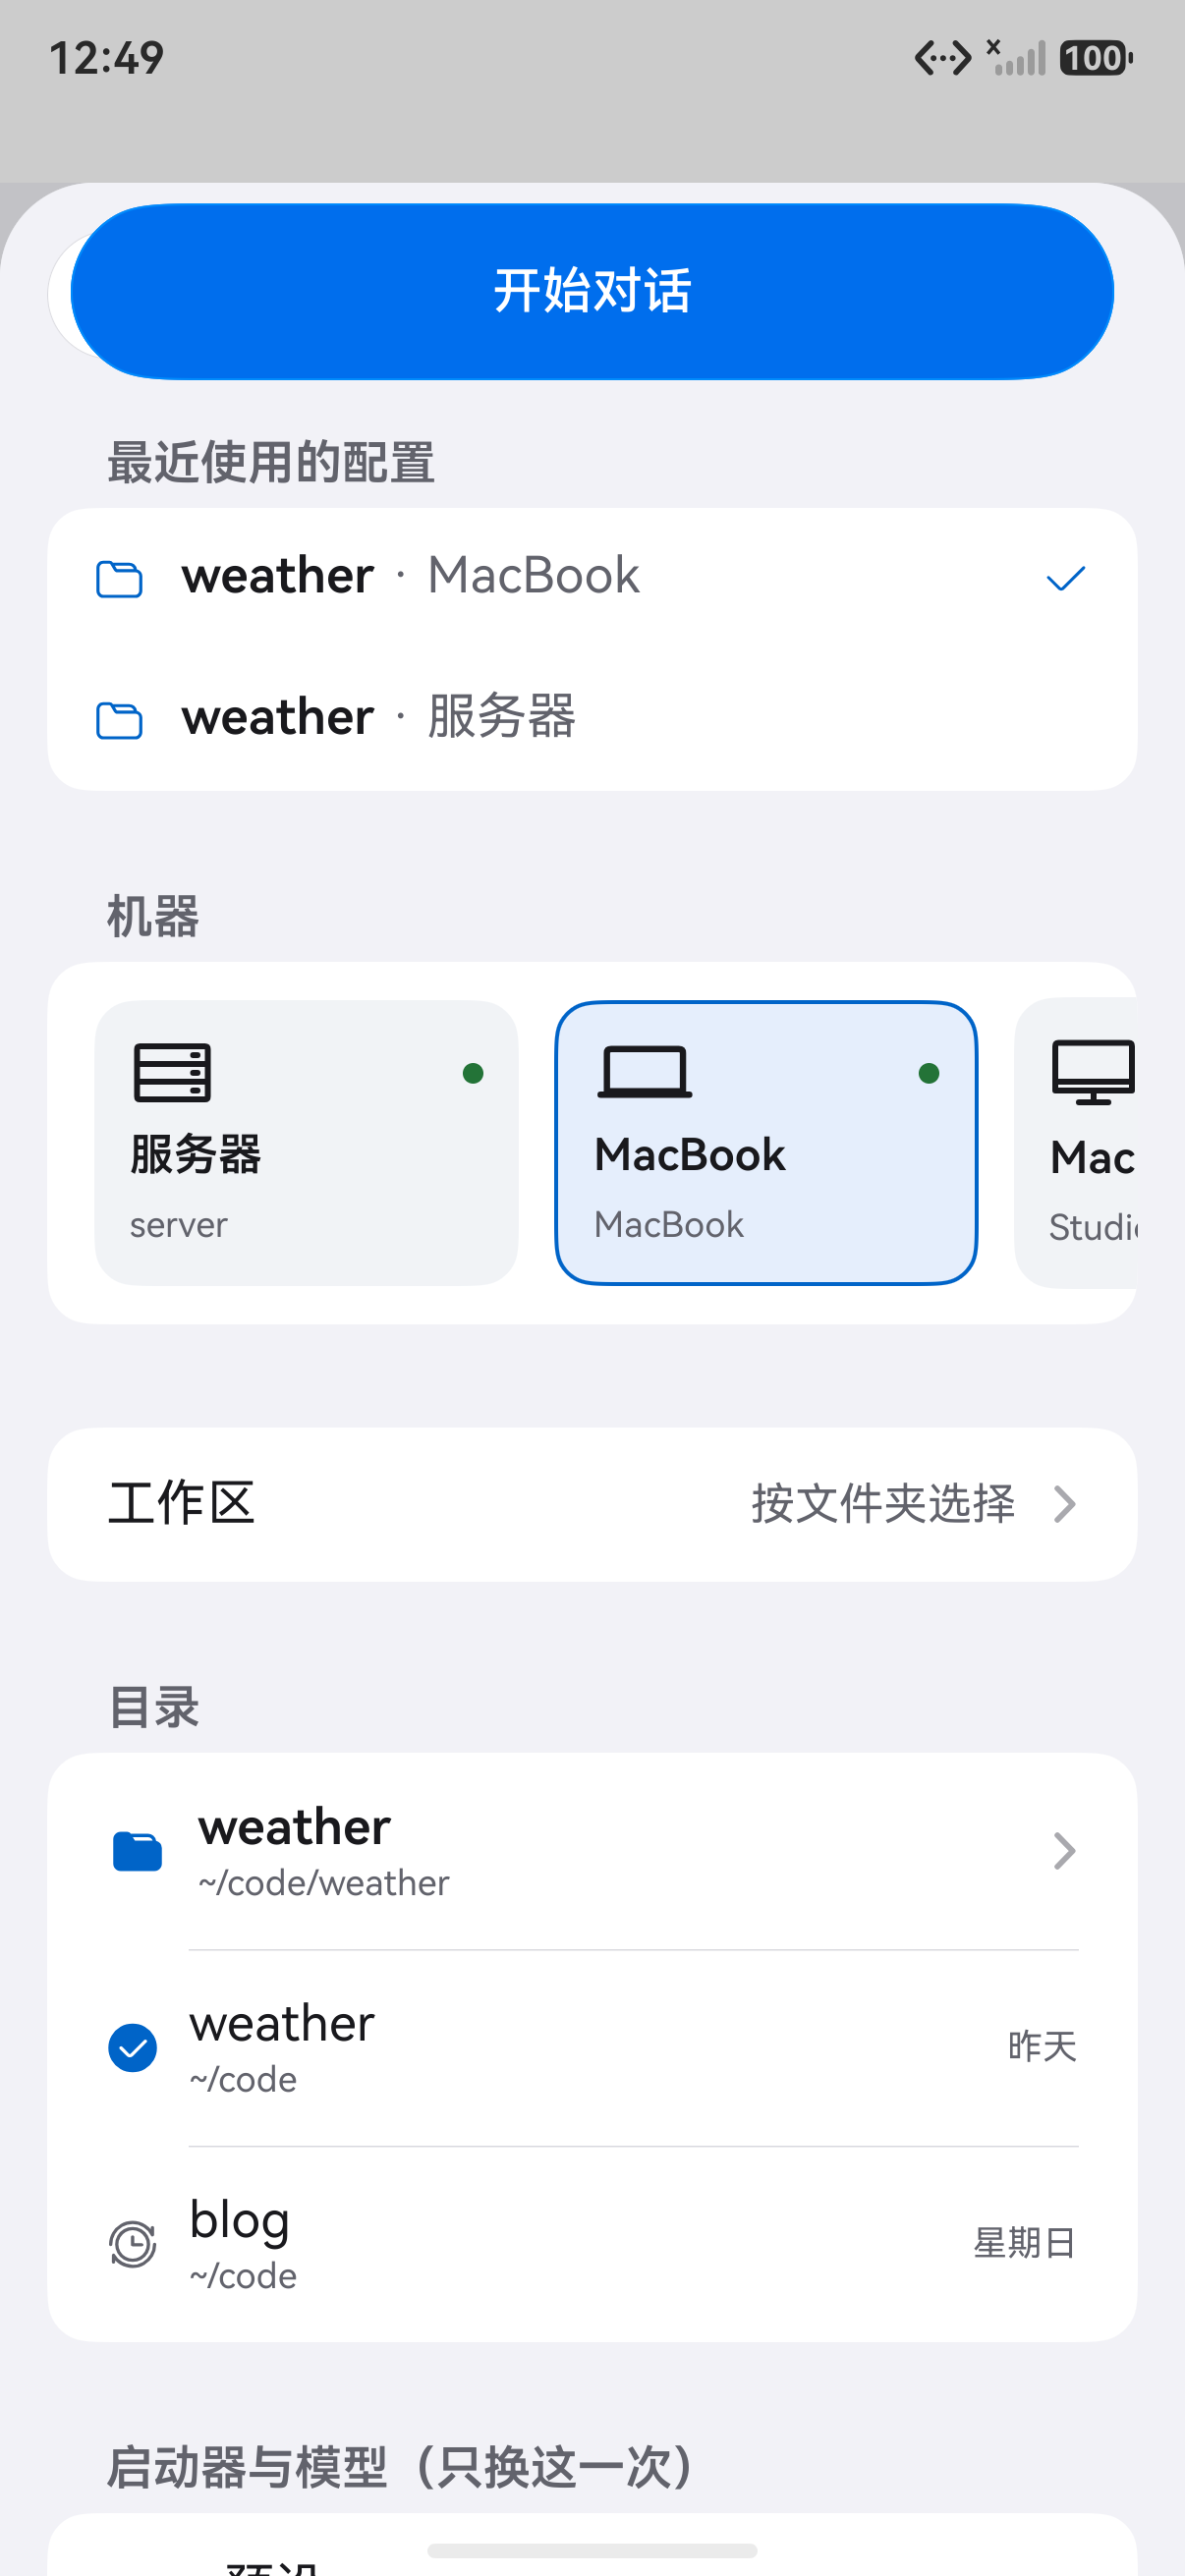 12:49
100
开始对话
最近使用的配置
weather · MacBook
weather · 服务器
机器
服务器
server
MacBook
MacBook
Mac
Studi
工作区
按文件夹选择
目录
weather
~/code/weather
weather
~/code
昨天
blog
~/code
星期日
启动器与模型（只换这一次）
预设